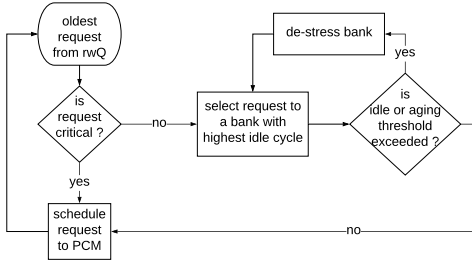 oldest
request
from rwQ
is
request
critical ?
no
yes
schedule
request
to PCM
select request to
a bank with
highest idle cycle
de-stress bank
yes
is
idle or aging
threshold
exceeded ?
no